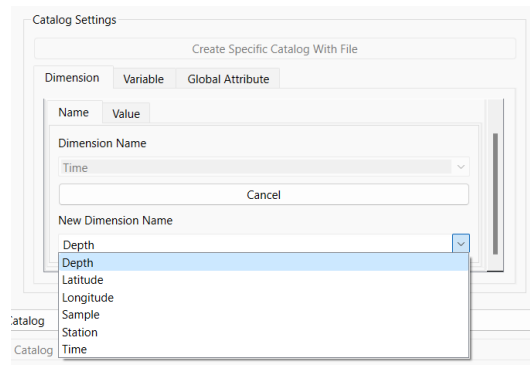 Catalog Settings
Create Specific Catalog With File
Dimension Variable Global Attribute
Name Value
Dimension Name
Time
Cancel
New Dimension Name
Depth
Depth
Latitude
Longitude
Sample
Station
Catalog
Time
Catalog